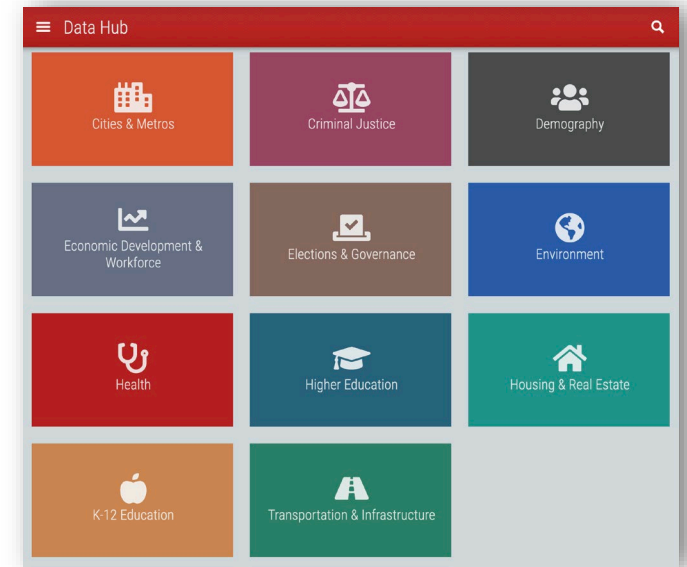 Data Hub
Cities & Metros
Criminal Justice
Demography
Economic Development &
Workforce
Elections & Governance
Environment
Health
Higher Education
Housing & Real Estate
K-12 Education
Transportation & Infrastructure